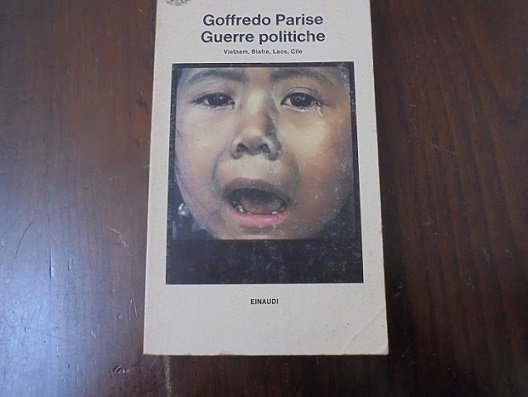 Goffredo Parise
Guerre politiche
Vietnam, Biafra, Laos, Cile
EINAUDI